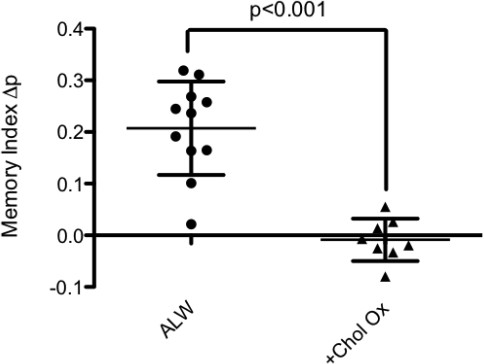 p<0.001
0.4
0.3
0.2
0.1
0.0
-0.1
Memory Index Δp
ALW
+Chol Ox